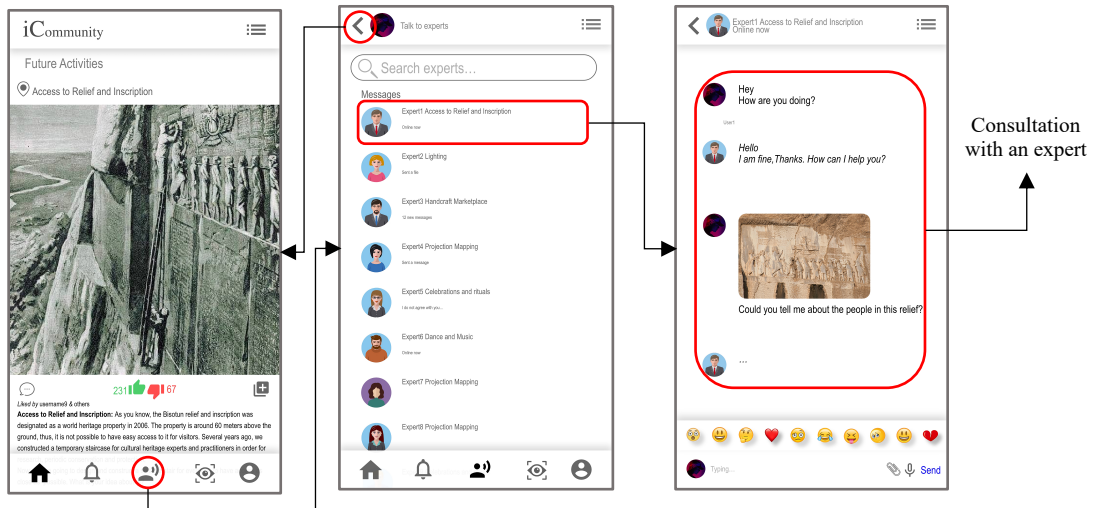 iCommunity
Future Activities
Access to Relief and Inscription
231 67
Liked by username9 & others
Access to Relief and Inscription: As you know, the Bisotun relief and inscription was
designated as a world heritage property in 2006. The property is around 60 meters above the
ground, thus, it is not possible to have easy access to it for visitors. Several years ago, we
constructed a temporary staircase for cultural heritage experts and practitioners in order for
Talk to experts
Search experts...
Messages
Expert1 Access to Relief and Inscription
Online now
Expert2 Lighting
Sent a file
Expert3 Handcraft Marketplace
12 new messages
Expert4 Projection Mapping
Sent a message
Expert5 Celebrations and rituals
I do not agree with you...
Expert6 Dance and Music
Online now
Expert7 Projection Mapping
Expert8 Projection Mapping
Expert1 Access to Relief and Inscription
Online now
Hey
How are you doing?
User1
Hello
I am fine,Thanks. How can I help you?
Could you tell me about the people in this relief?
...
Typing...
Send
Consultation
with an expert